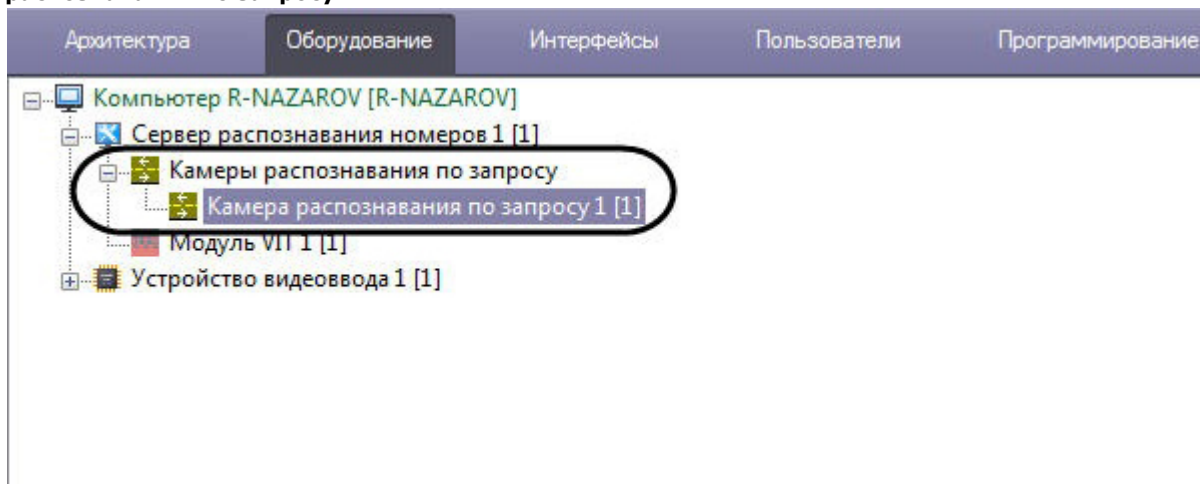 Архитектура Оборудование Интерфейсы Пользователи Программирование
Компьютер R-NAZAROV [R-NAZAROV]
Сервер распознавания номеров 1 [1]
Камеры распознавания по запросу
Камера распознавания по запросу 1 [1]
Модуль VIT 1 [1]
Устройство видеоввода 1 [1]